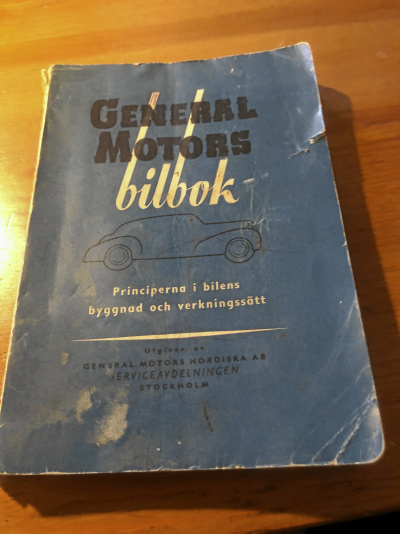 GENERAL
MOTORS
bilbok
Principerna i bilens
byggnad och verkningssätt
Utgiven av
GENERAL MOTORS NORDISKA AB
SERVICEAVDELNINGEN
STOCKHOLM